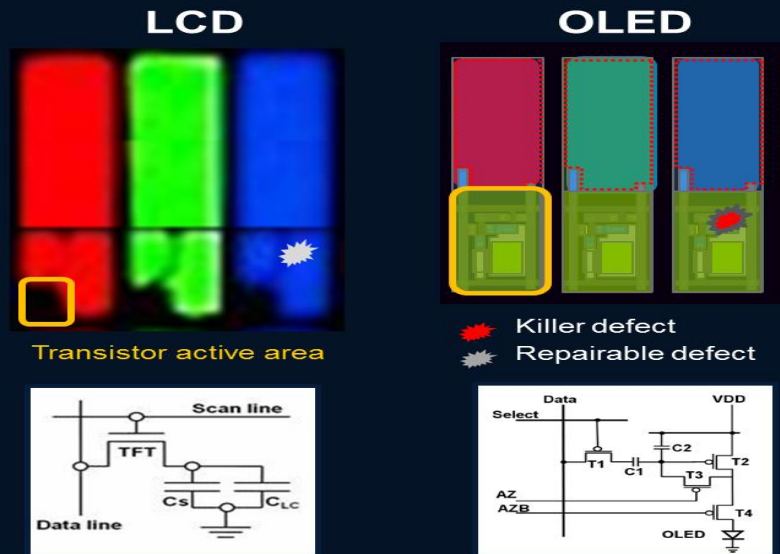 LCD
OLED
Transistor active area
Killer defect
Repairable defect
Scan line
TFT
Cs
CLC
Data line
Data
VDD
Select
C2
T1
C1
T2
T3
AZ
AZB
T4
OLED